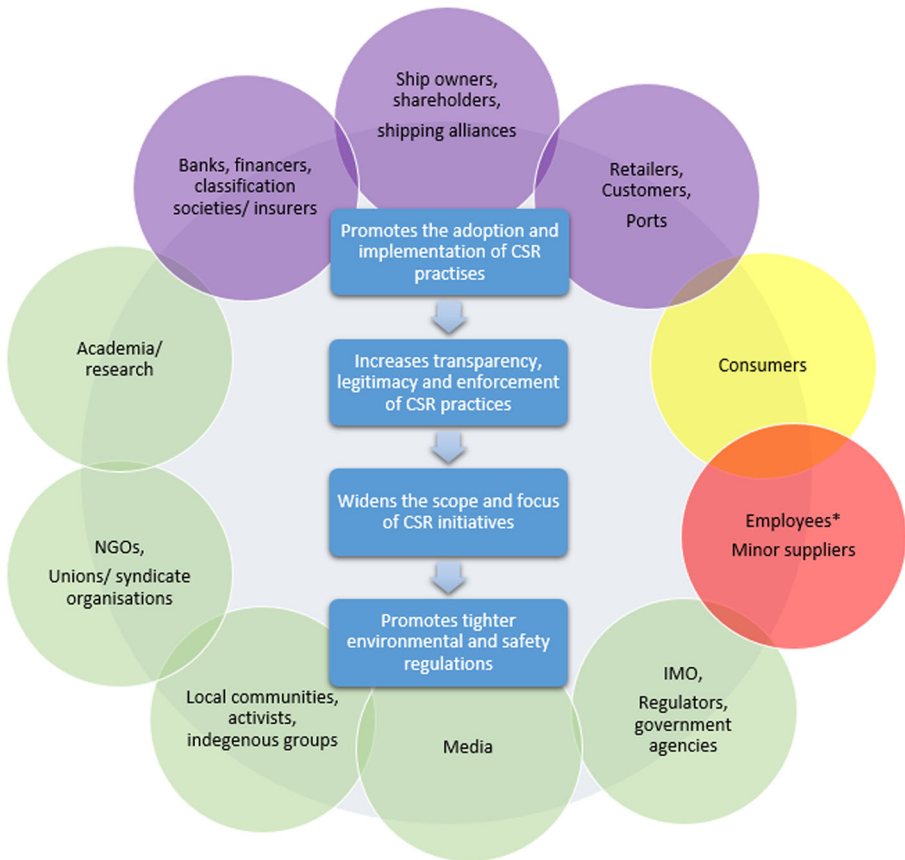 Ship owners,
shareholders,
shipping alliances
Banks, financers,
classification
societies/ insurers
Retailers,
Customers,
Ports
Promotes the adoption and
implementation of CSR
practises
Academia/
research
Increases transparency,
legitimacy and enforcement
of CSR practices
Consumers
Widens the scope and focus
of CSR initiatives
Employees*
Minor suppliers
NGOs,
Unions/ syndicate
organisations
Promotes tighter
environmental and safety
regulations
Local communities,
activists,
indegenous groups
Media
IMO,
Regulators,
government
agencies